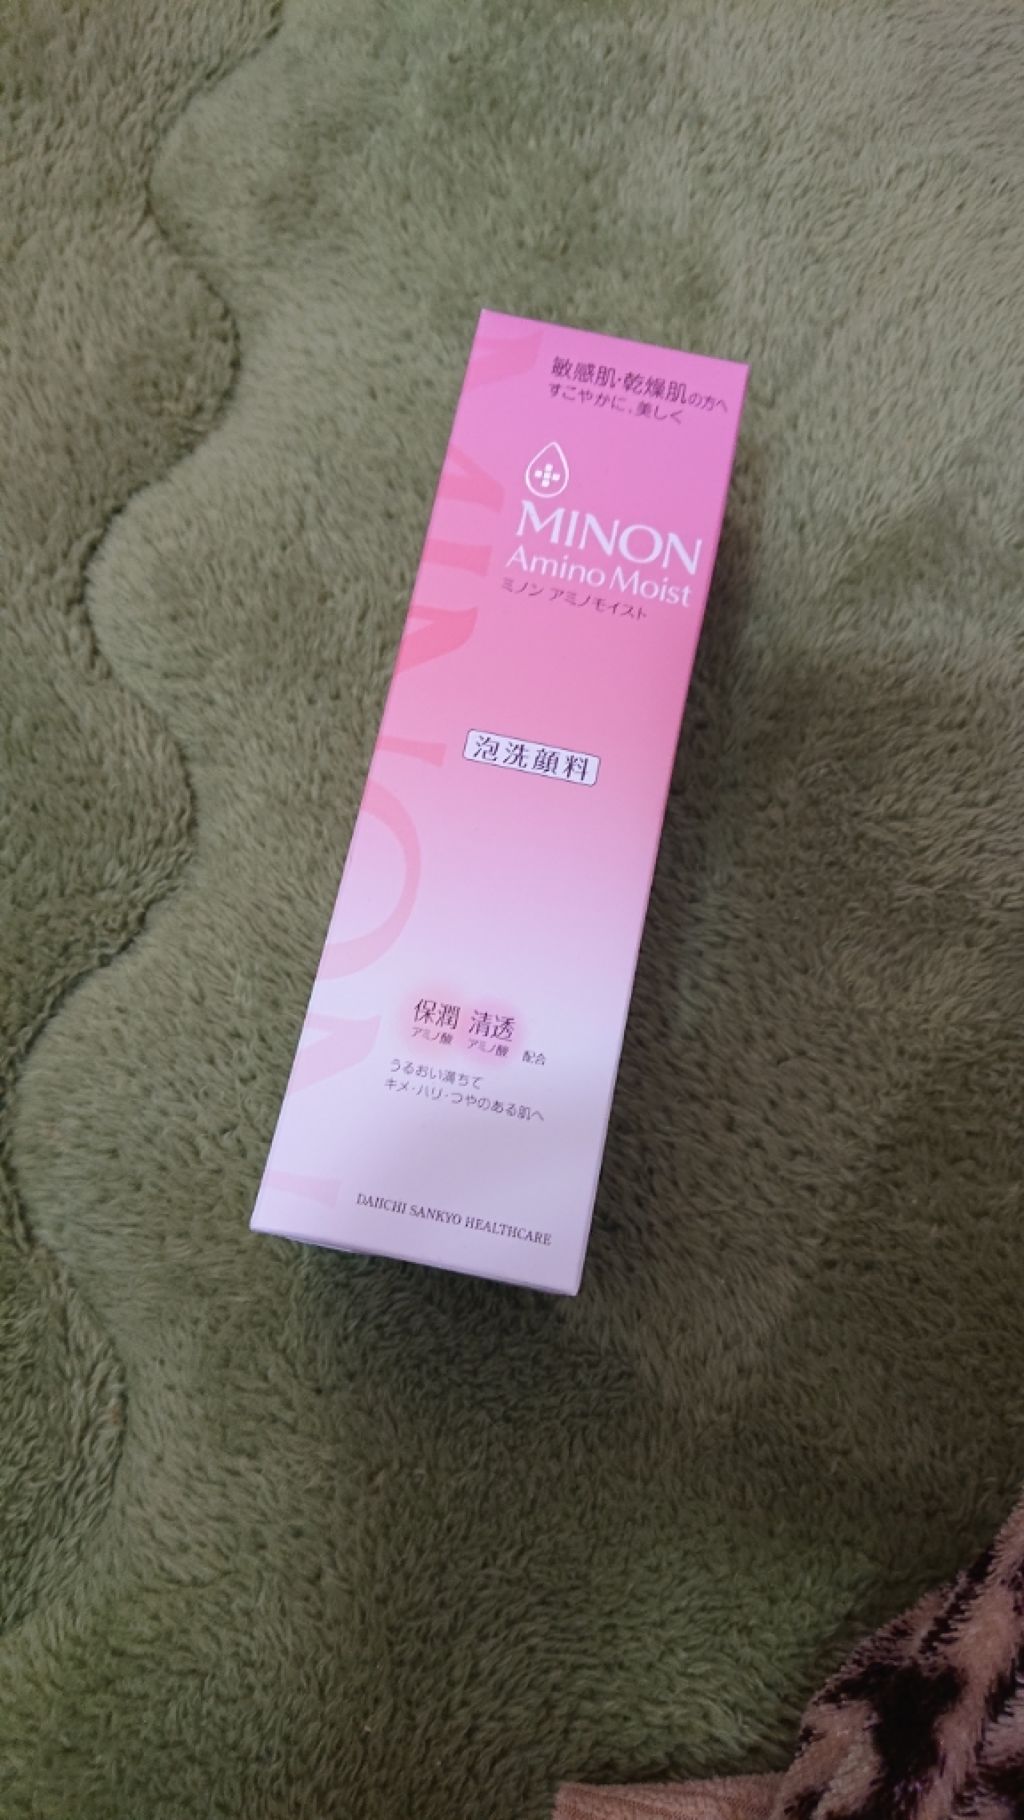 敏感肌・乾燥肌の方へ
すこやかに、美しく
MINON
Amino Moist
ミノン アミノモイスト
泡洗顔料
保潤 清透
アミノ酸 アミノ酸 配合
うるおい満ちて
キメ・ハリ・つやのある肌へ
DAIICHI SANKYO HEALTHCARE
MINON